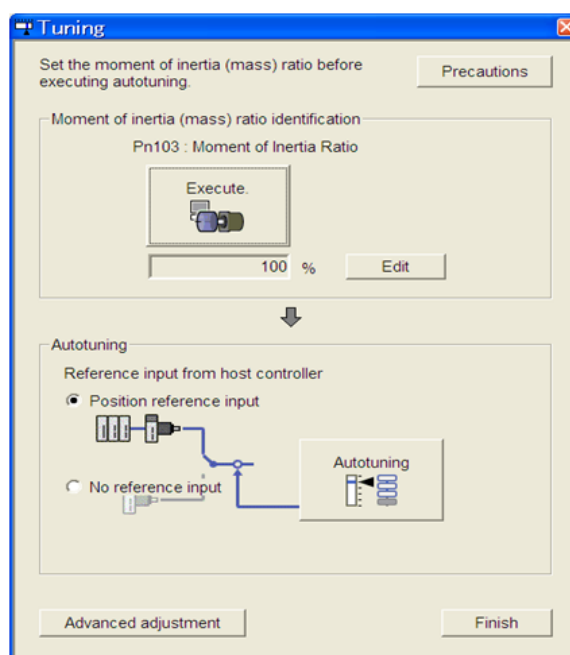 Tuning
Set the moment of inertia (mass) ratio before
executing autotuning.
Precautions
Moment of inertia (mass) ratio identification
Pn103 : Moment of Inertia Ratio
Execute.
100 %
Edit
Autotuning
Reference input from host controller
Position reference input
Autotuning
No reference input
Advanced adjustment
Finish